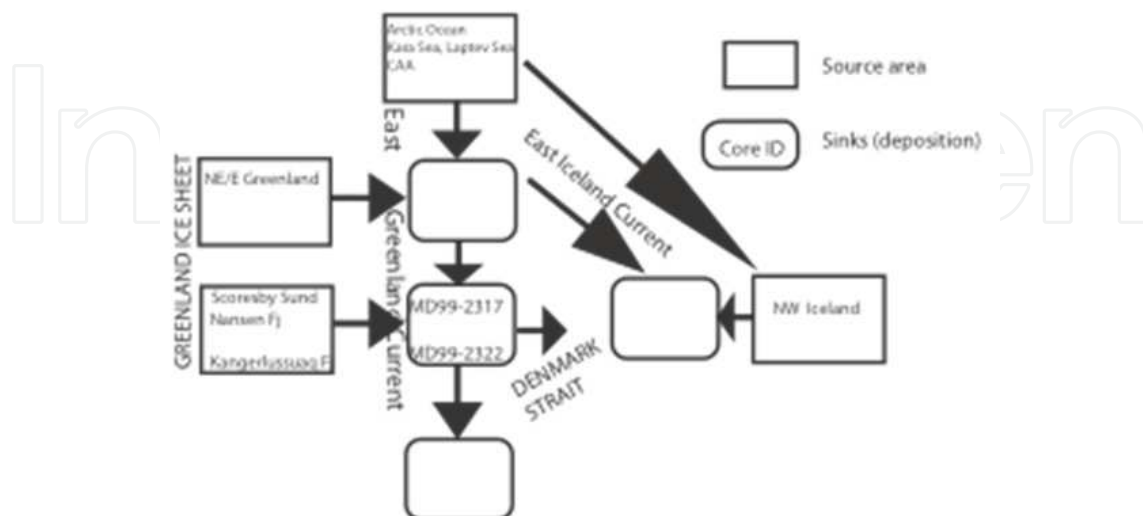 Arctic Ocean
Kara Sea, Laptev Sea
CAA
Source area
Core ID
Sinks (deposition)
East Greenland Current
East Iceland Current
GREENLAND ICE SHEET
NE/E Greenland
Scoresby Sund
Nansen Fj
Kangerlussuaq F
MD99-2317
MD99-2322
DENMARK
STRAIT
NW Iceland